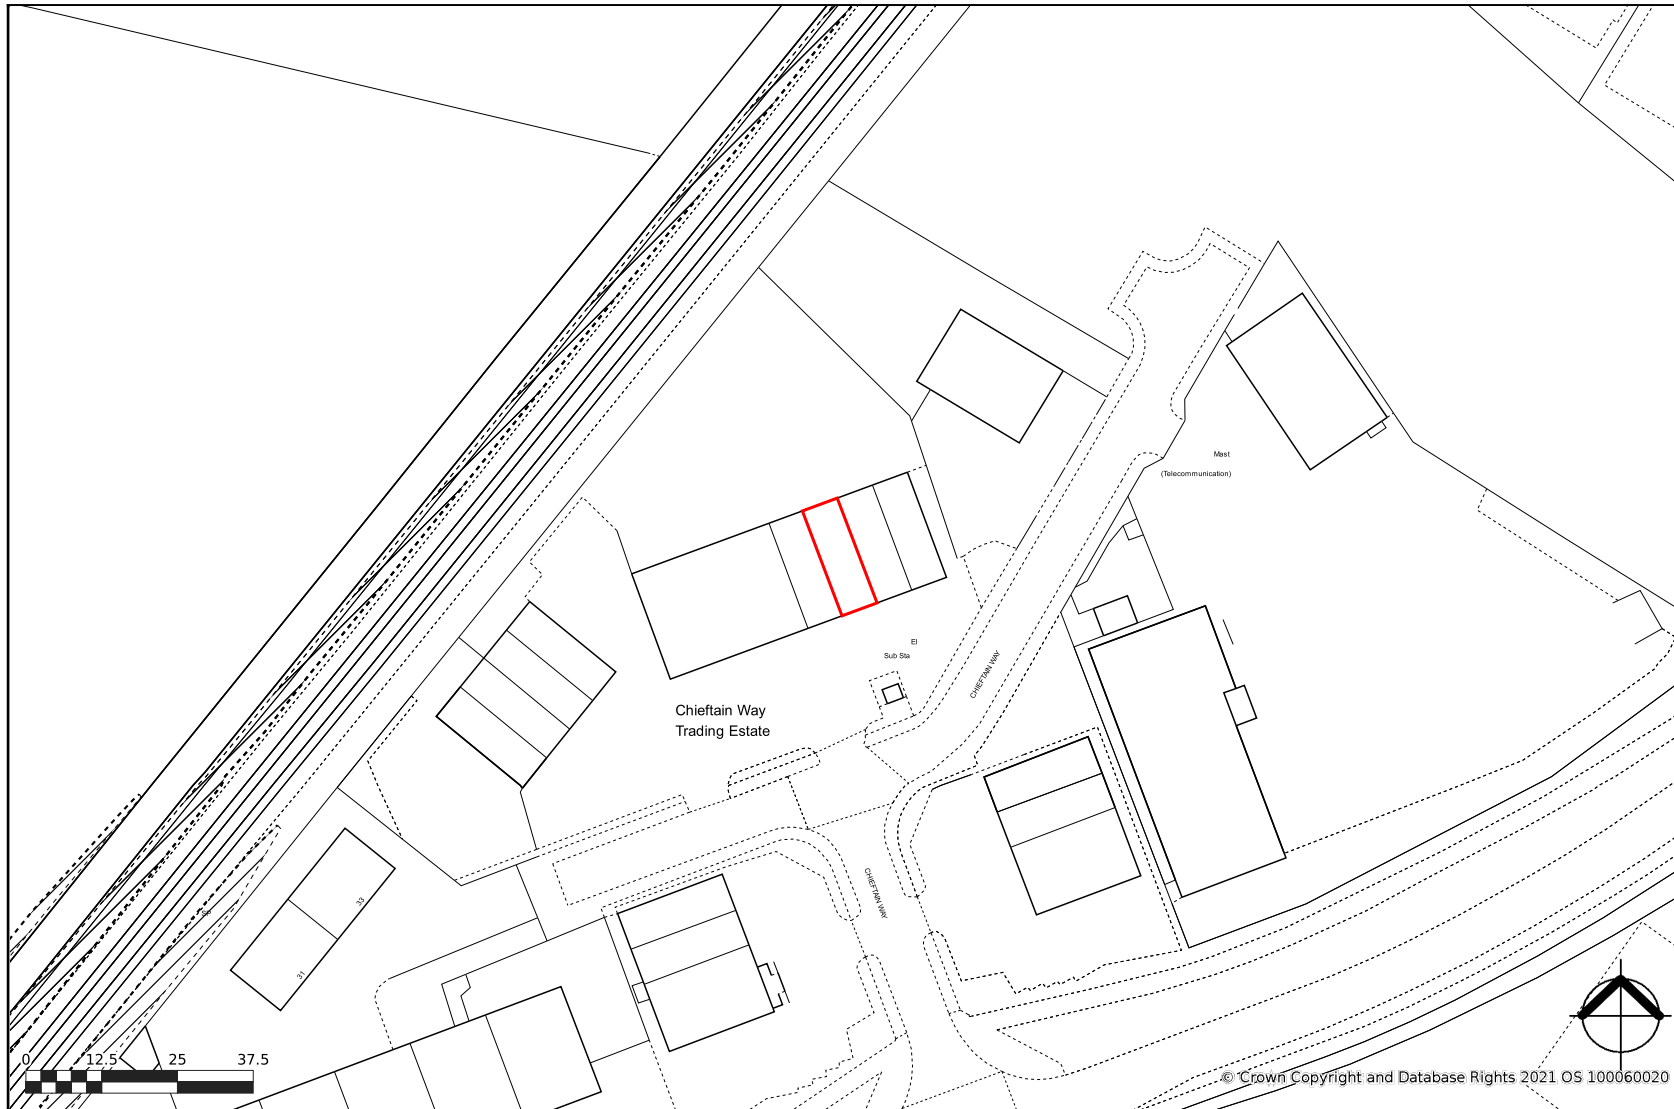 Mast
(Telecommunication)
El
Sub Sta
CHIEFTAIN WAY
Chieftain Way
Trading Estate
CHIEFTAIN WAY
33
SP
31
0 12.5 25 37.5
© Crown Copyright and Database Rights 2021 OS 100060020